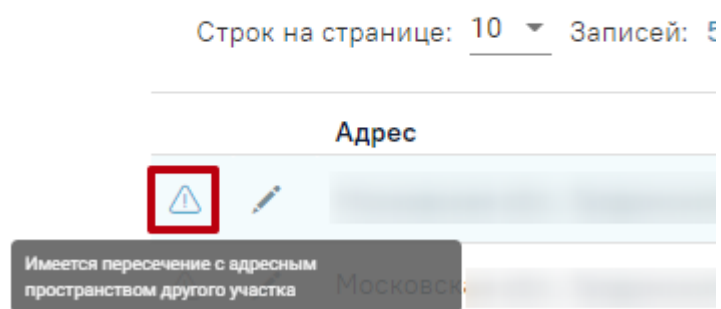 Строк на странице: 10 Записей:
Адрес
Имеется пересечение с адресным
пространством другого участка